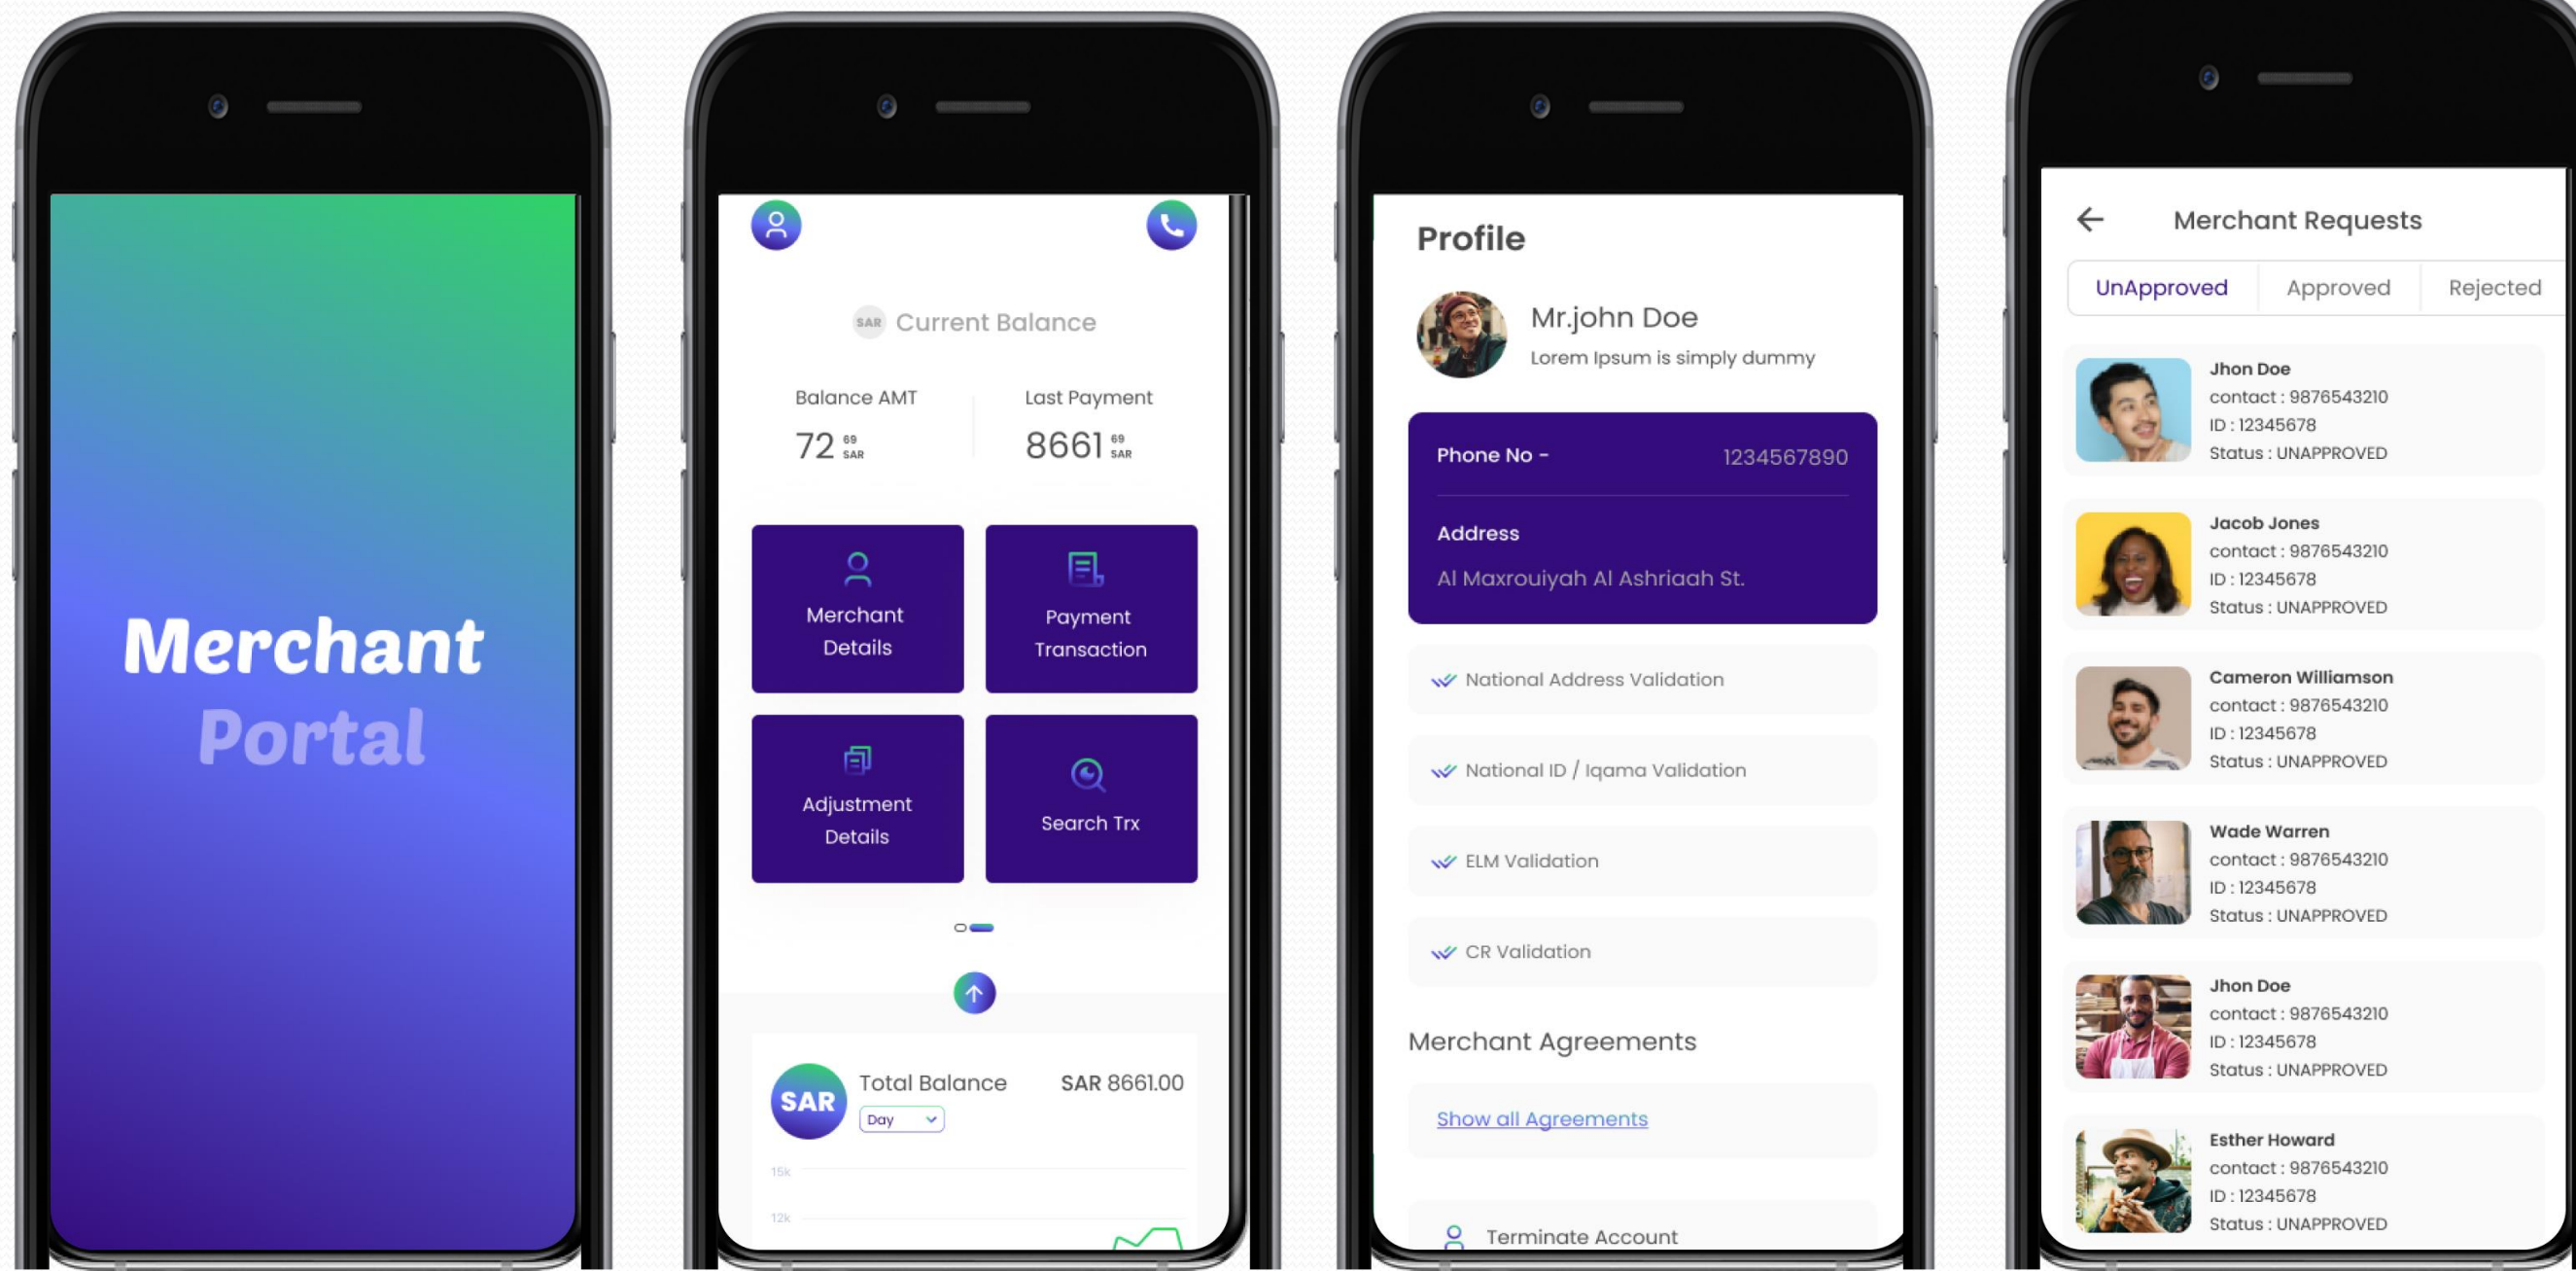 Merchant
Portal
SAR Current Balance
Balance AMT
72 69 SAR
Last Payment
8661 69 SAR
Merchant
Details
Payment
Transaction
Adjustment
Details
Search Trx
SAR
Total Balance
SAR 8661.00
Day
15k
12k
Profile
Mr.john Doe
Lorem Ipsum is simply dummy
Phone No -
1234567890
Address
Al Maxrouiyah Al Ashriaah St.
National Address Validation
National ID / Iqama Validation
ELM Validation
CR Validation
Merchant Agreements
Show all Agreements
Terminate Account
Merchant Requests
UnApproved
Approved
Rejected
Jhon Doe
contact : 9876543210
ID : 12345678
Status : UNAPPROVED
Jacob Jones
contact : 9876543210
ID : 12345678
Status : UNAPPROVED
Cameron Williamson
contact : 9876543210
ID : 12345678
Status : UNAPPROVED
Wade Warren
contact : 9876543210
ID : 12345678
Status : UNAPPROVED
Jhon Doe
contact : 9876543210
ID : 12345678
Status : UNAPPROVED
Esther Howard
contact : 9876543210
ID : 12345678
Status : UNAPPROVED